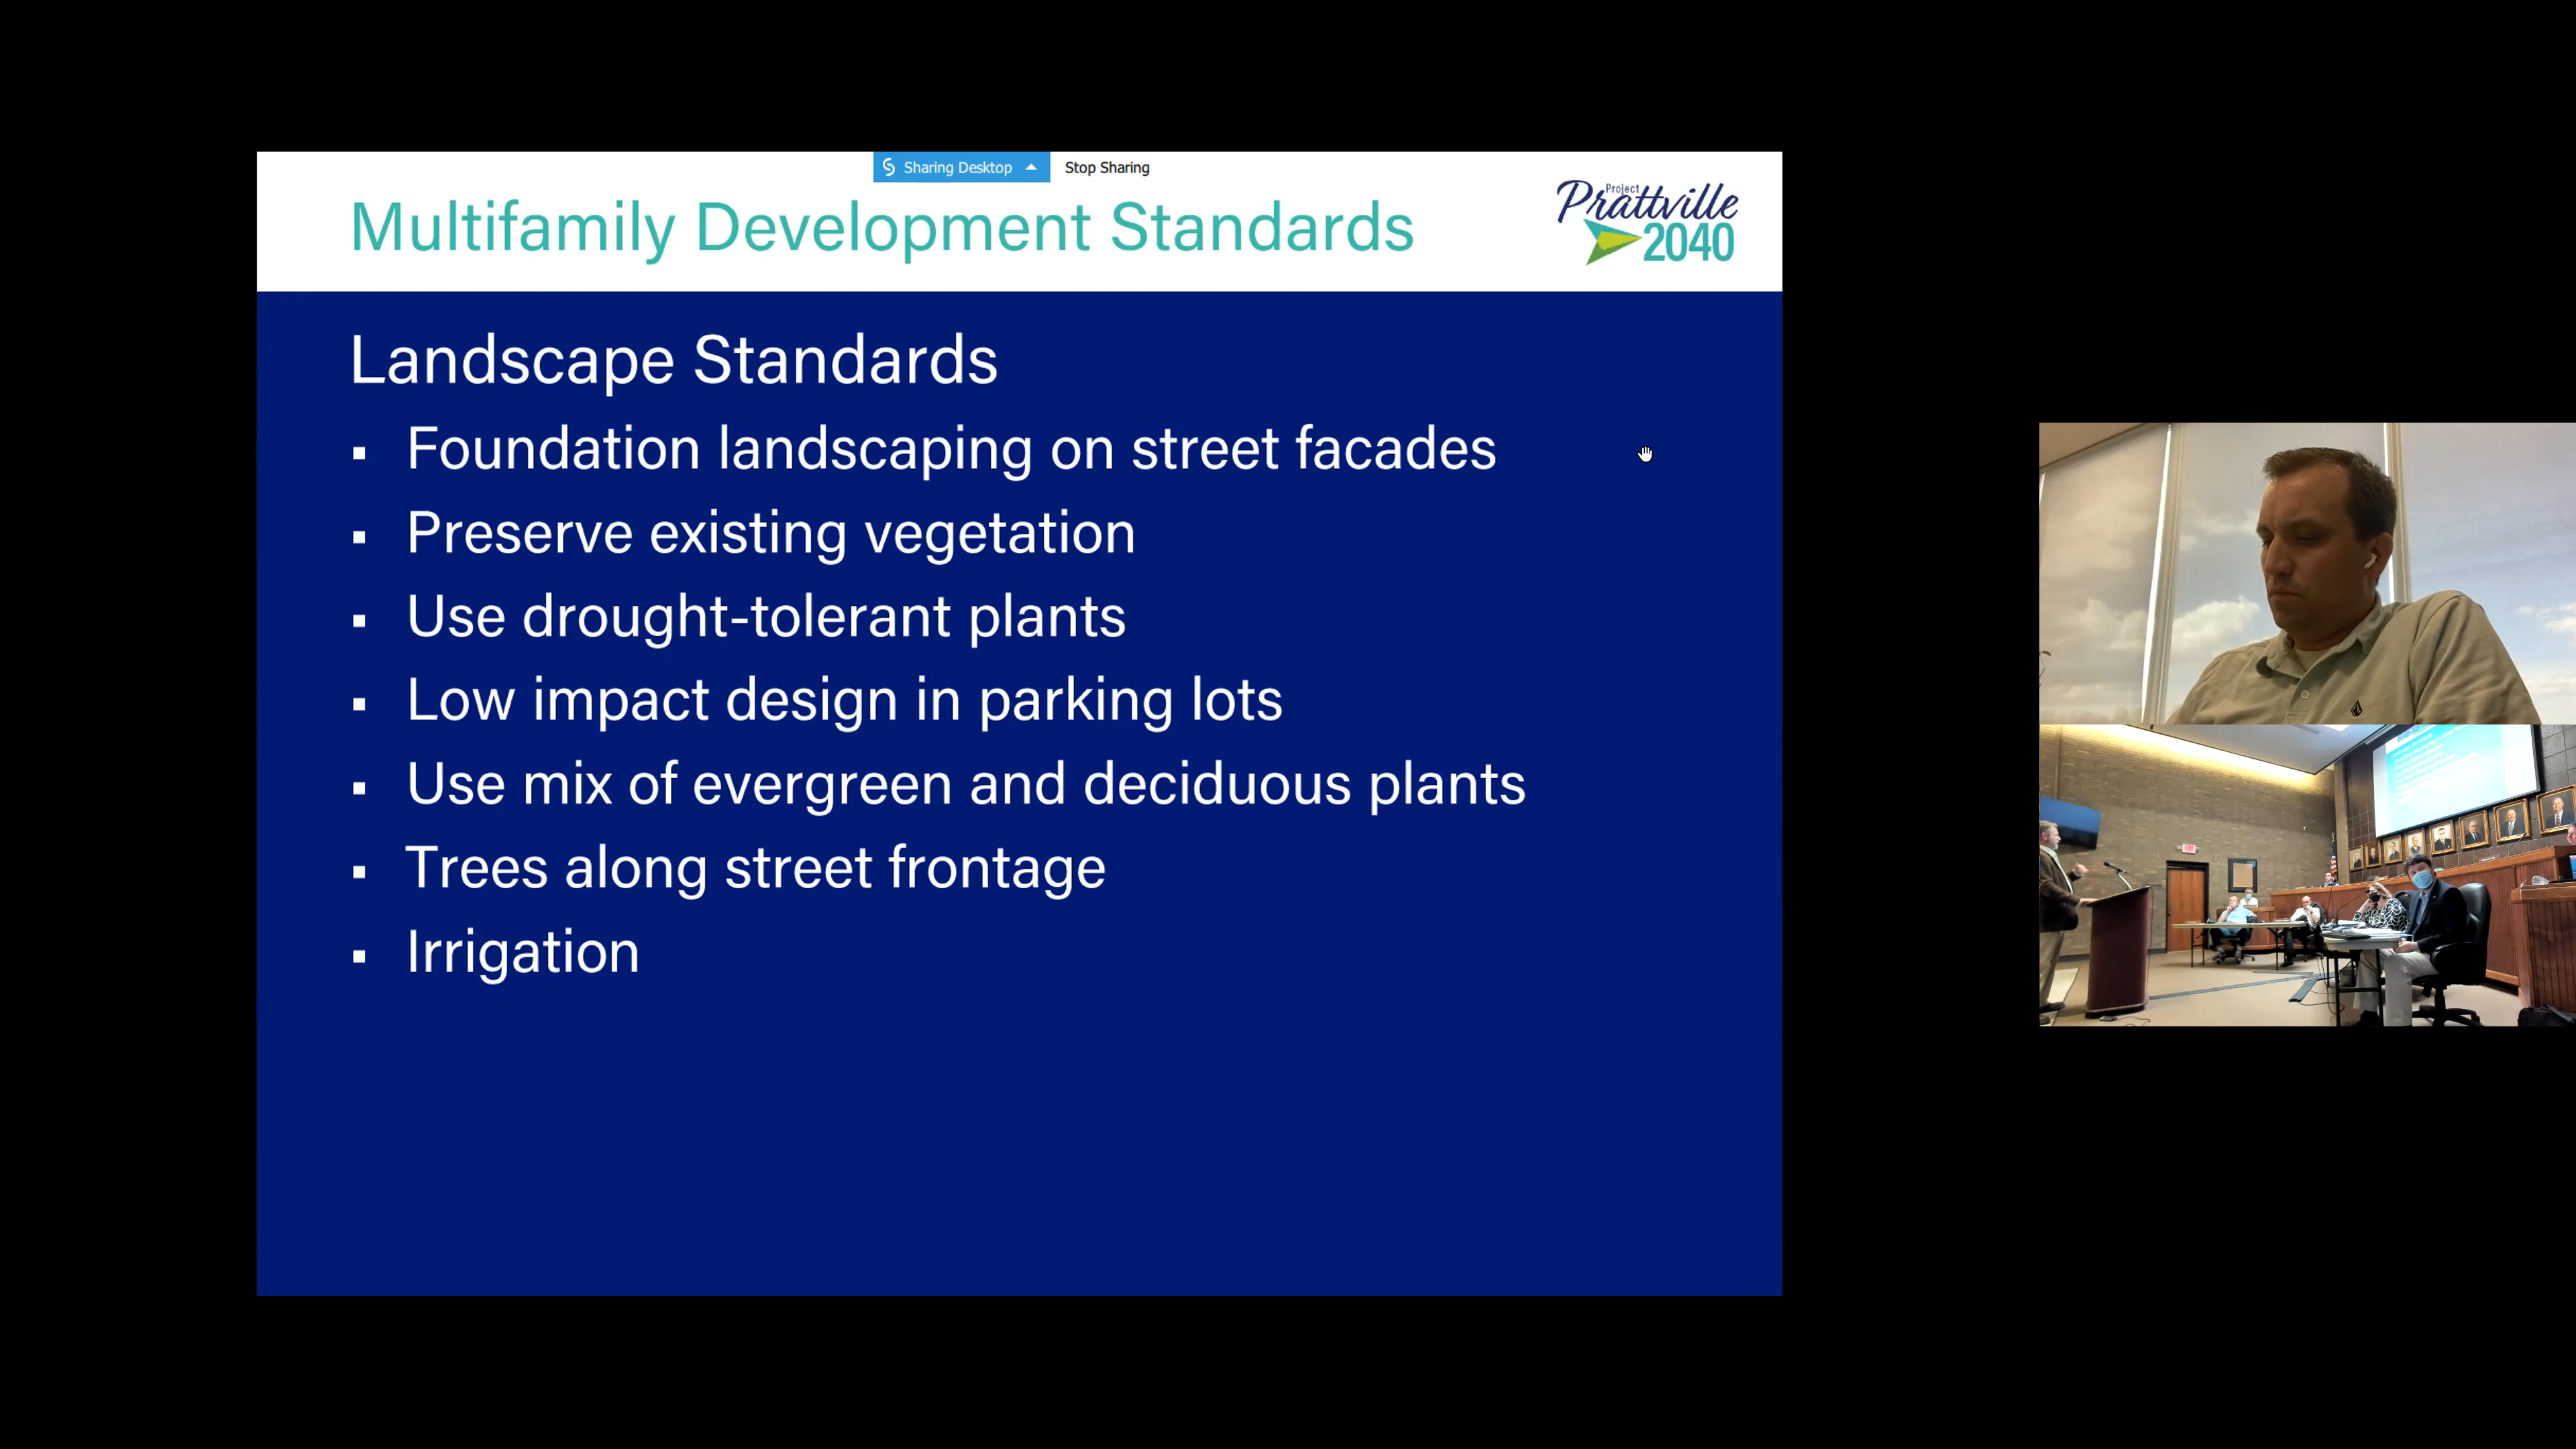 Sharing Desktop Stop Sharing
Multifamily Development Standards
Project
Prattville
2040
Landscape Standards
▪ Foundation landscaping on street facades
▪ Preserve existing vegetation
▪ Use drought-tolerant plants
▪ Low impact design in parking lots
▪ Use mix of evergreen and deciduous plants
▪ Trees along street frontage
▪ Irrigation